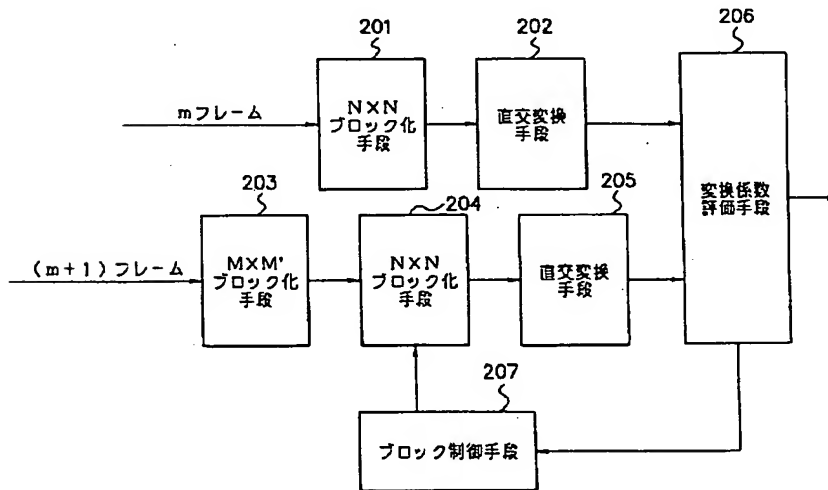 201
202
206
mフレーム
N×N
ブロック化
手段
直交変換
手段
変換係数
評価手段
203
204
205
(m+1)フレーム
M×M'
ブロック化
手段
N×N
ブロック化
手段
直交変換
手段
207
ブロック制御手段